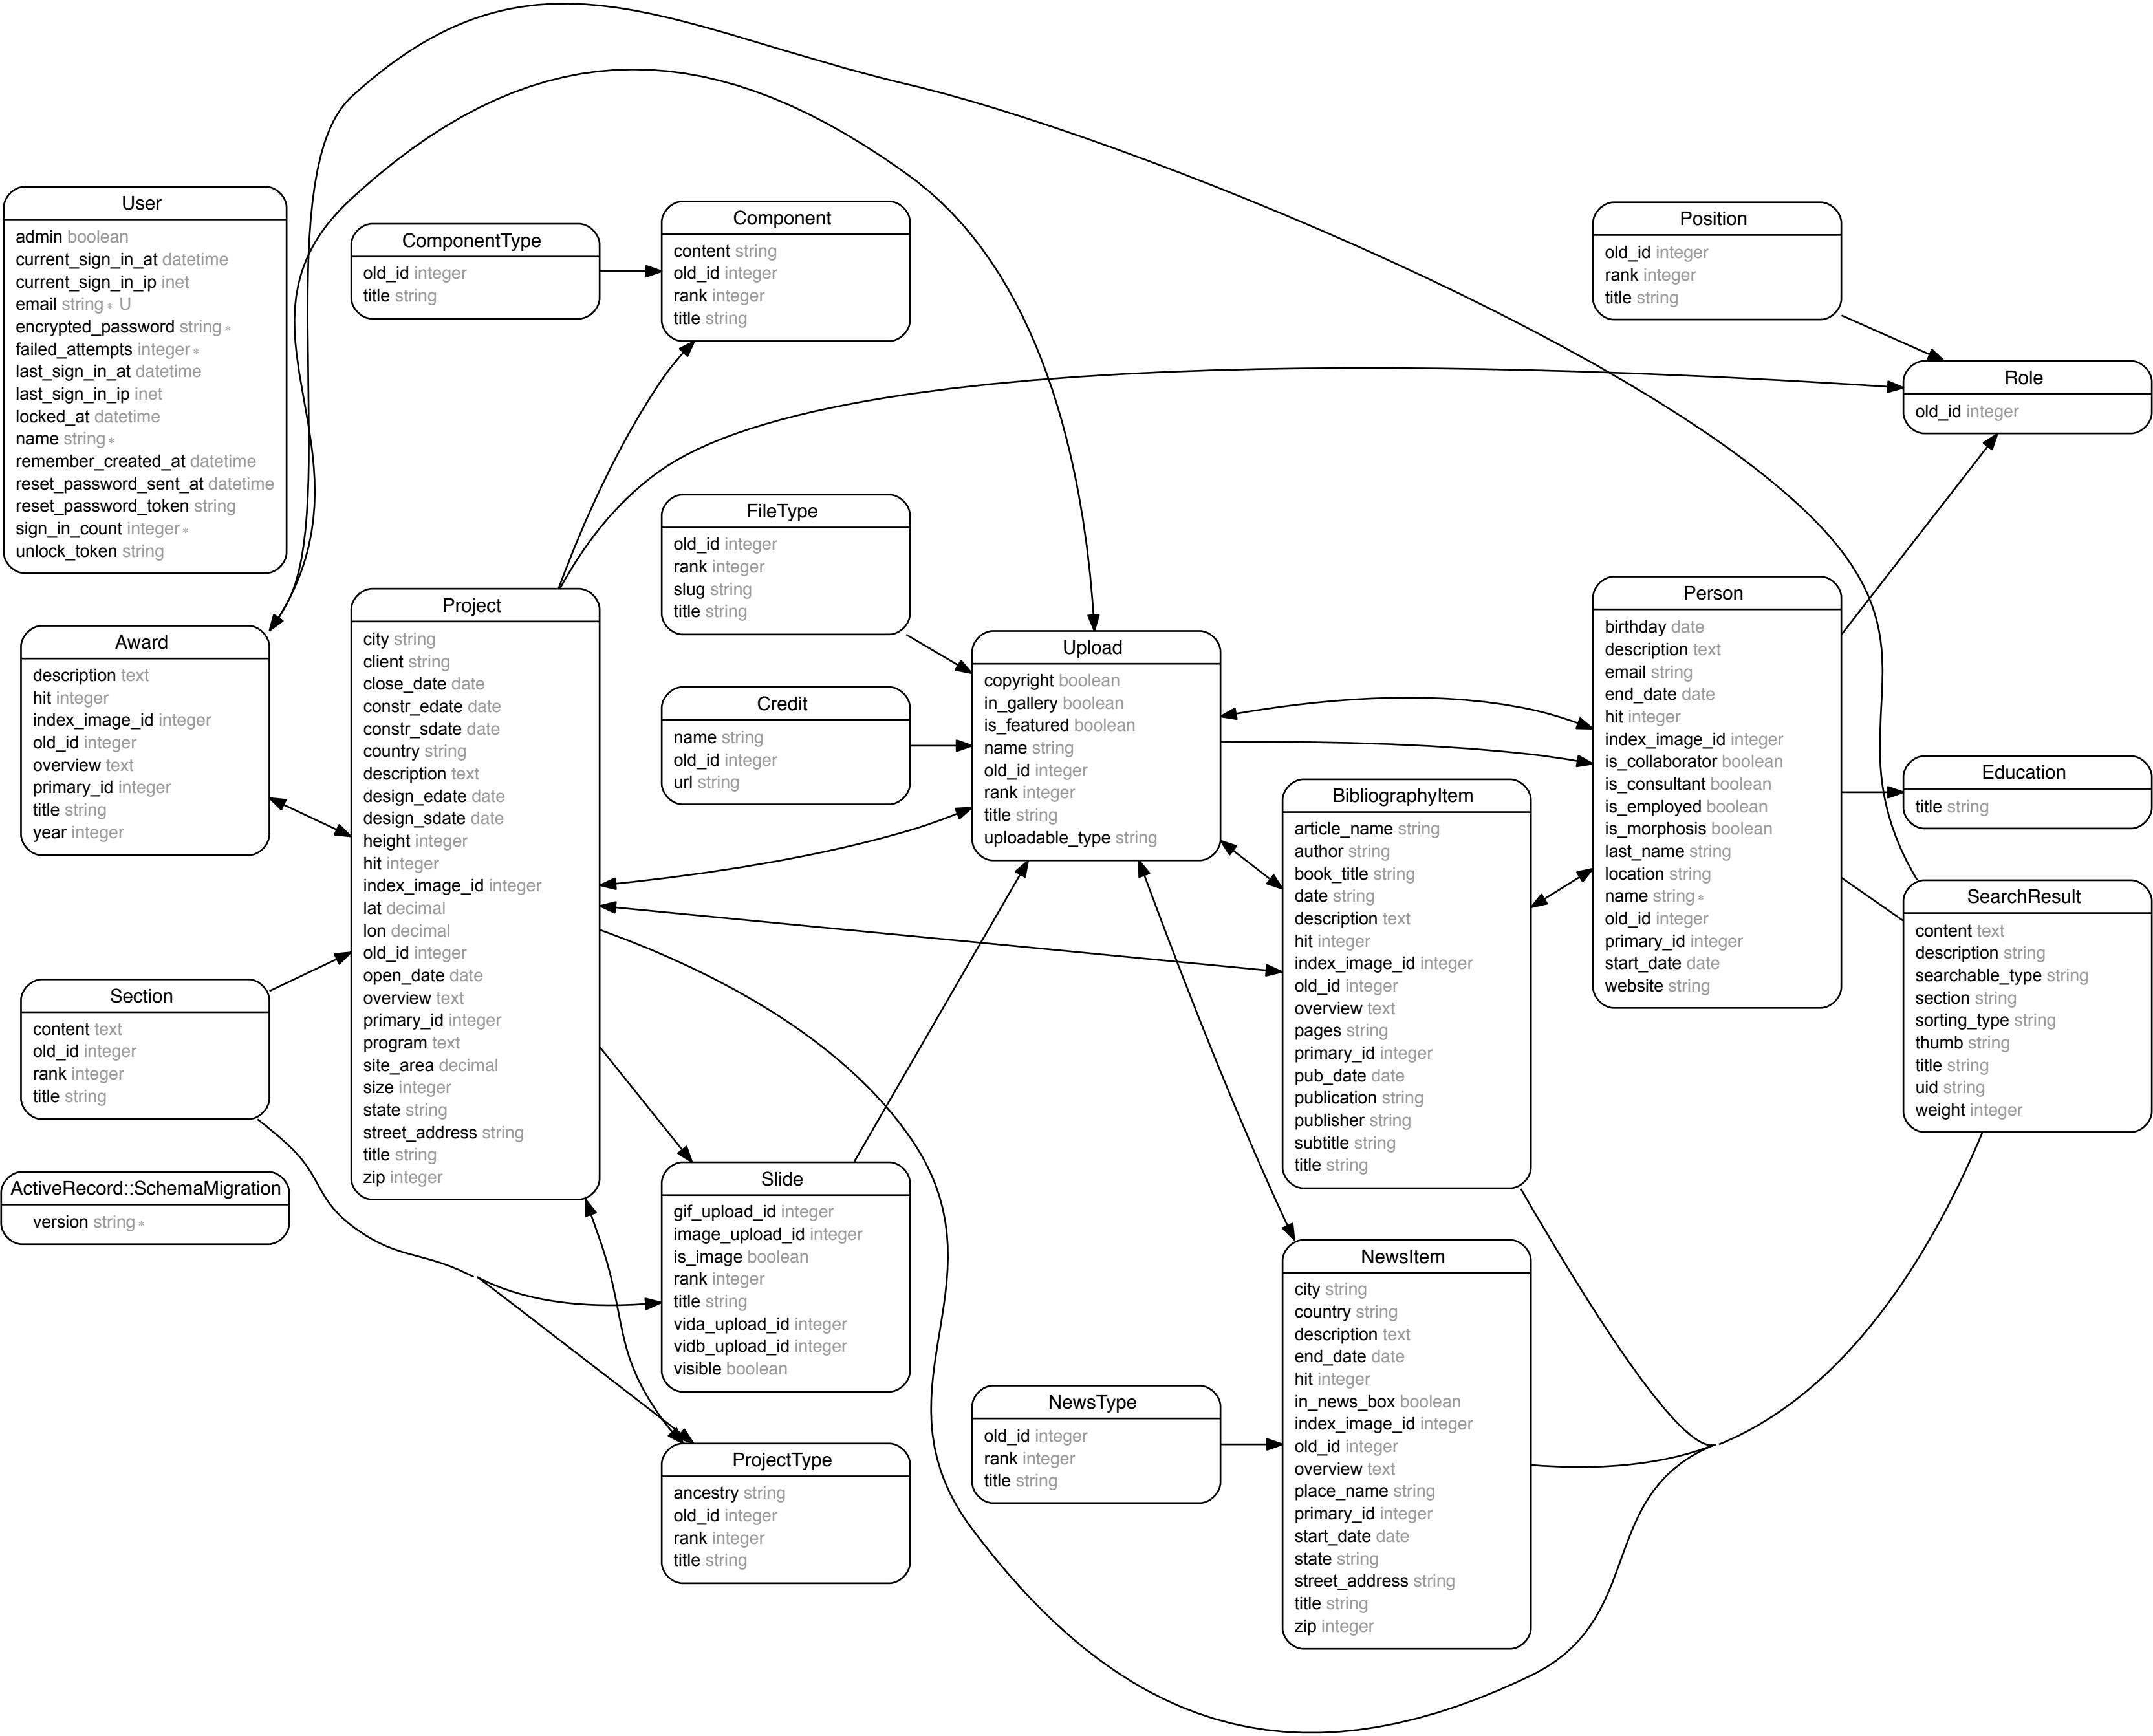 User
admin boolean
current_sign_in_at datetime
current_sign_in_ip inet
email string * U
encrypted_password string *
failed_attempts integer *
last_sign_in_at datetime
last_sign_in_ip inet
locked_at datetime
name string *
remember_created_at datetime
reset_password_sent_at datetime
reset_password_token string
sign_in_count integer *
unlock_token string
Award
description text
hit integer
index_image_id integer
old_id integer
overview text
primary_id integer
title string
year integer
Section
content text
old_id integer
rank integer
title string
ActiveRecord::SchemaMigration
version string *
ComponentType
old_id integer
title string
Project
city string
client string
close_date date
constr_edate date
constr_sdate date
country string
description text
design_edate date
design_sdate date
height integer
hit integer
index_image_id integer
lat decimal
lon decimal
old_id integer
open_date date
overview text
primary_id integer
program text
site_area decimal
size integer
state string
street_address string
title string
zip integer
Component
content string
old_id integer
rank integer
title string
FileType
old_id integer
rank integer
slug string
title string
Credit
name string
old_id integer
url string
Slide
gif_upload_id integer
image_upload_id integer
is_image boolean
rank integer
title string
vida_upload_id integer
vidb_upload_id integer
visible boolean
ProjectType
ancestry string
old_id integer
rank integer
title string
Upload
copyright boolean
in_gallery boolean
is_featured boolean
name string
old_id integer
rank integer
title string
uploadable_type string
NewsType
old_id integer
rank integer
title string
BibliographyItem
article_name string
author string
book_title string
date string
description text
hit integer
index_image_id integer
old_id integer
overview text
pages string
primary_id integer
pub_date date
publication string
publisher string
subtitle string
title string
NewsItem
city string
country string
description text
end_date date
hit integer
in_news_box boolean
index_image_id integer
old_id integer
overview text
place_name string
primary_id integer
start_date date
state string
street_address string
title string
zip integer
Position
old_id integer
rank integer
title string
Person
birthday date
description text
email string
end_date date
hit integer
index_image_id integer
is_collaborator boolean
is_consultant boolean
is_employed boolean
is_morphosis boolean
last_name string
location string
name string *
old_id integer
primary_id integer
start_date date
website string
Role
old_id integer
Education
title string
SearchResult
content text
description string
searchable_type string
section string
sorting_type string
thumb string
title string
uid string
weight integer